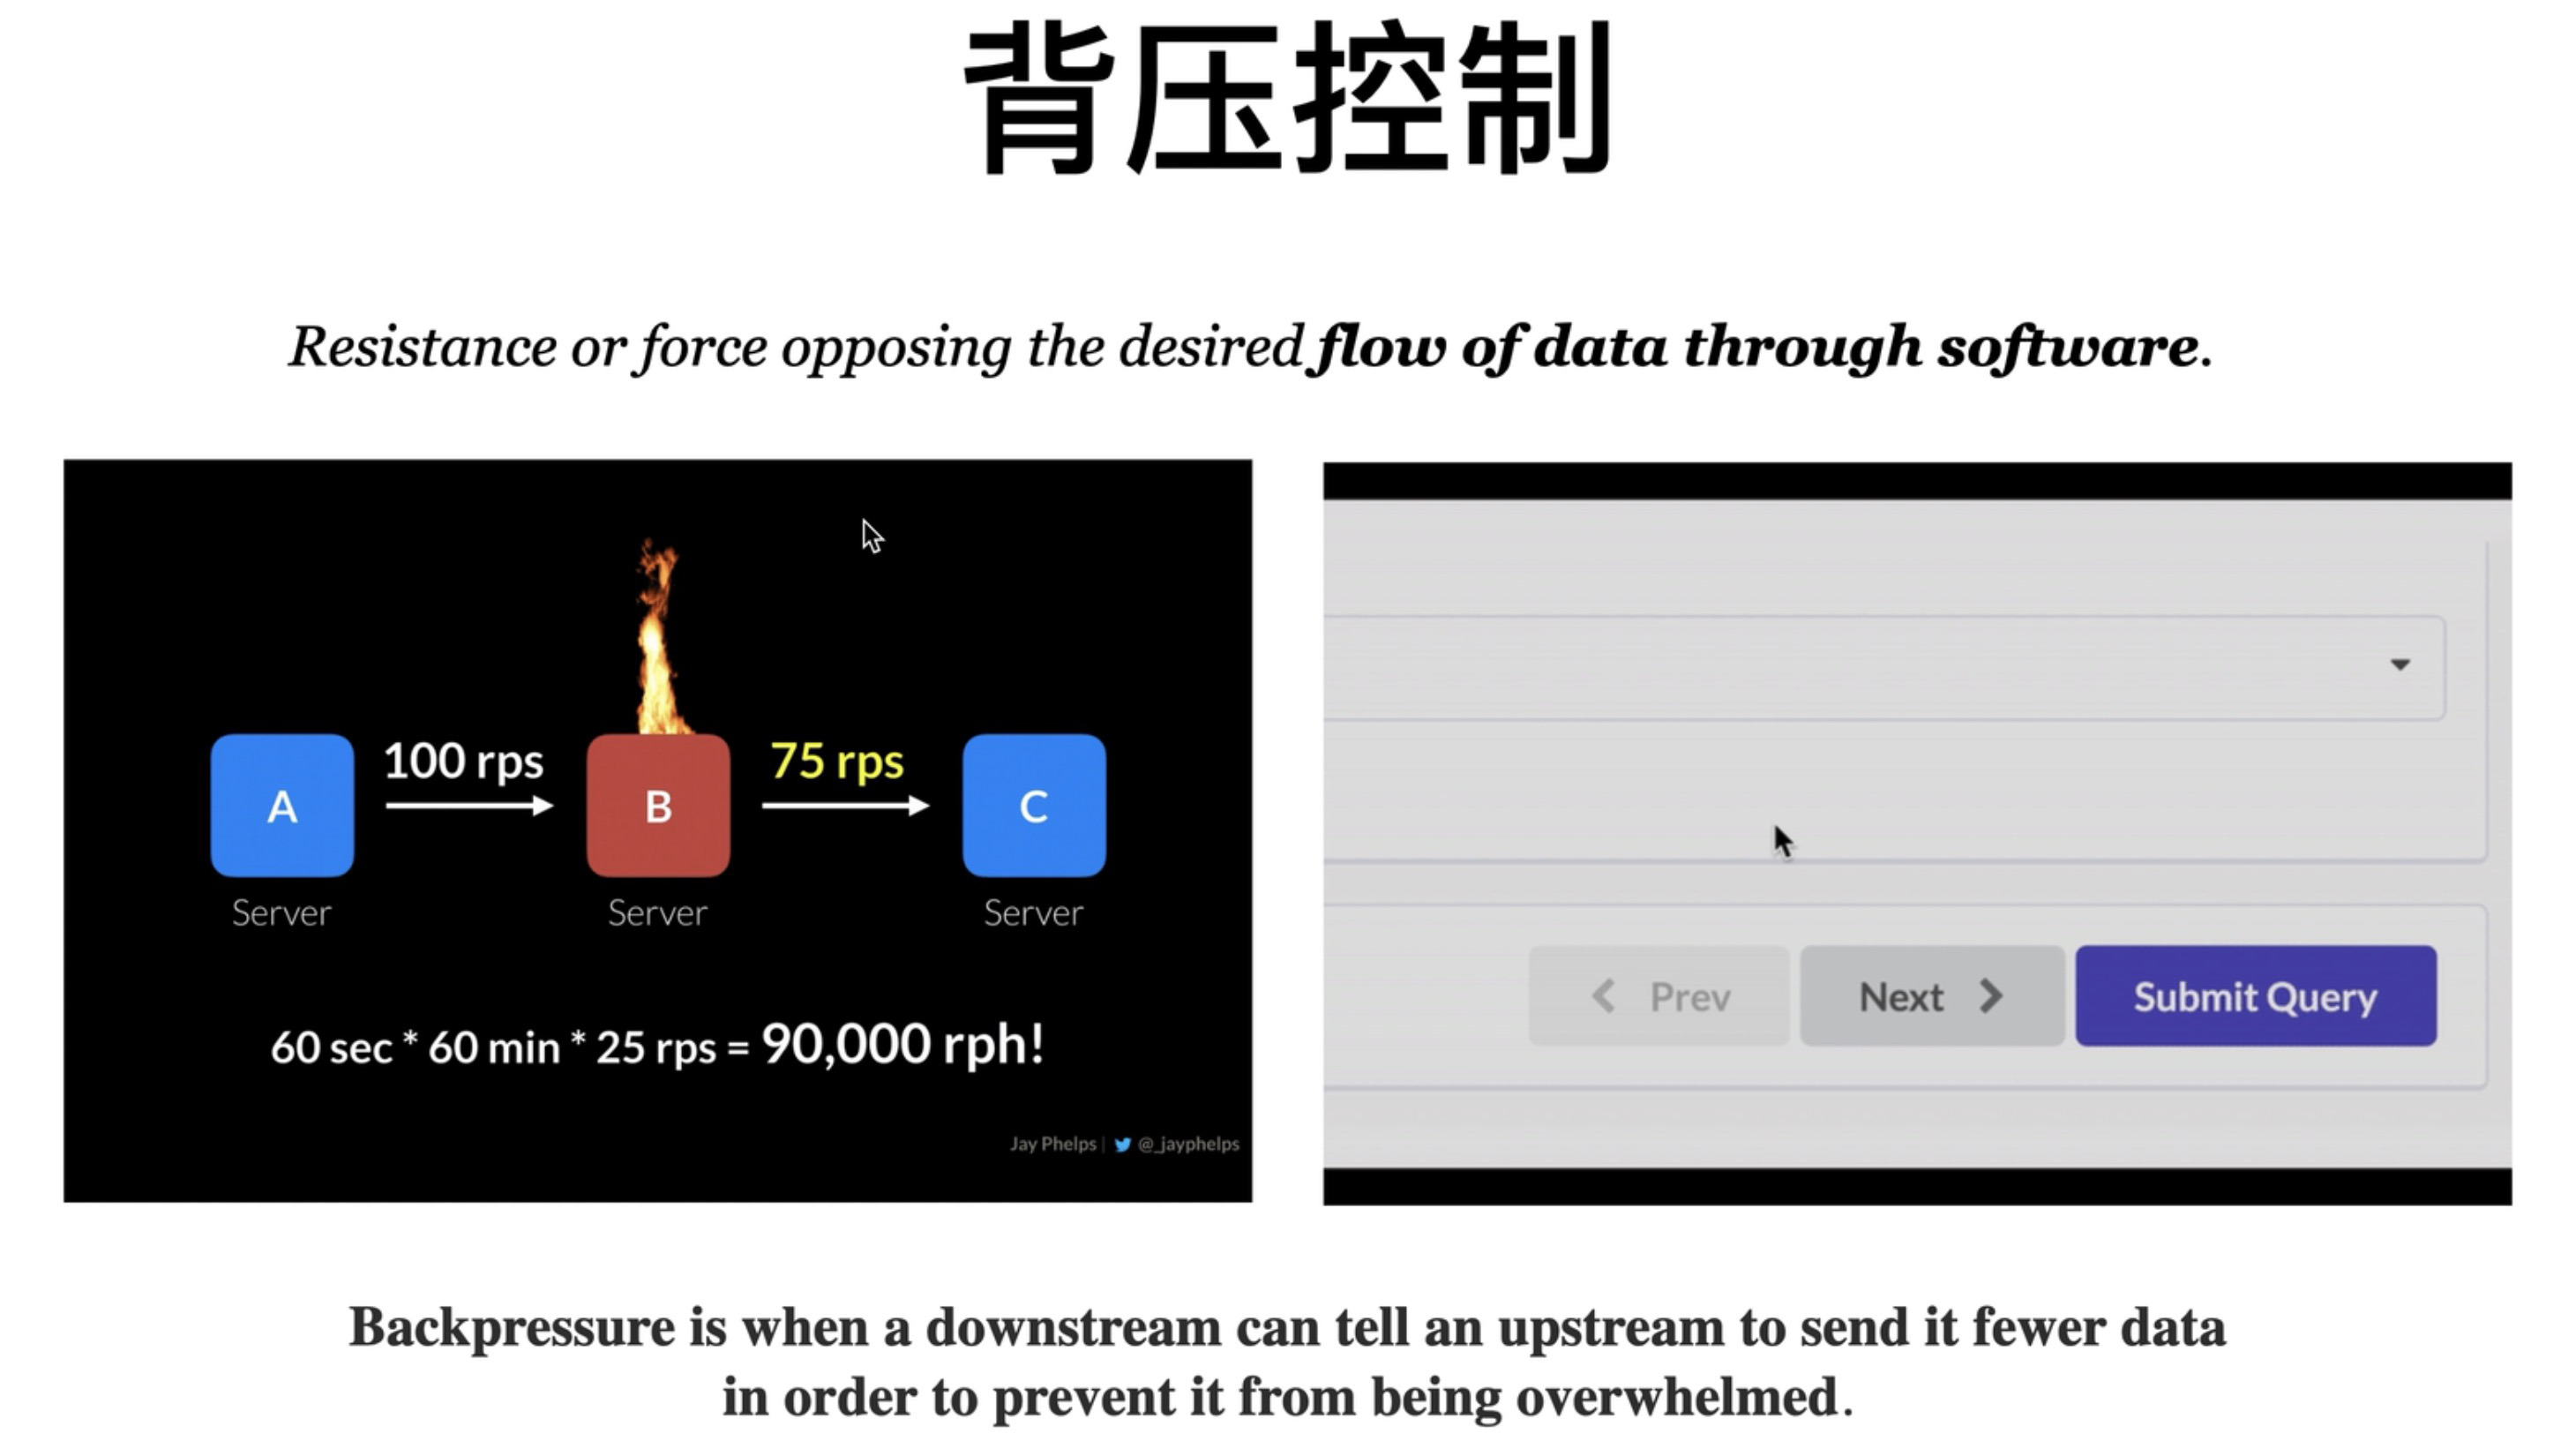 背压控制
Resistance or force opposing the desired flow of data through software.
100 rps
75 rps
A
B
C
Server
Server
Server
60 sec * 60 min * 25 rps = 90,000 rph!
Jay Phelps | @_jayphelps
Prev
Next
Submit Query
Backpressure is when a downstream can tell an upstream to send it fewer data
in order to prevent it from being overwhelmed.